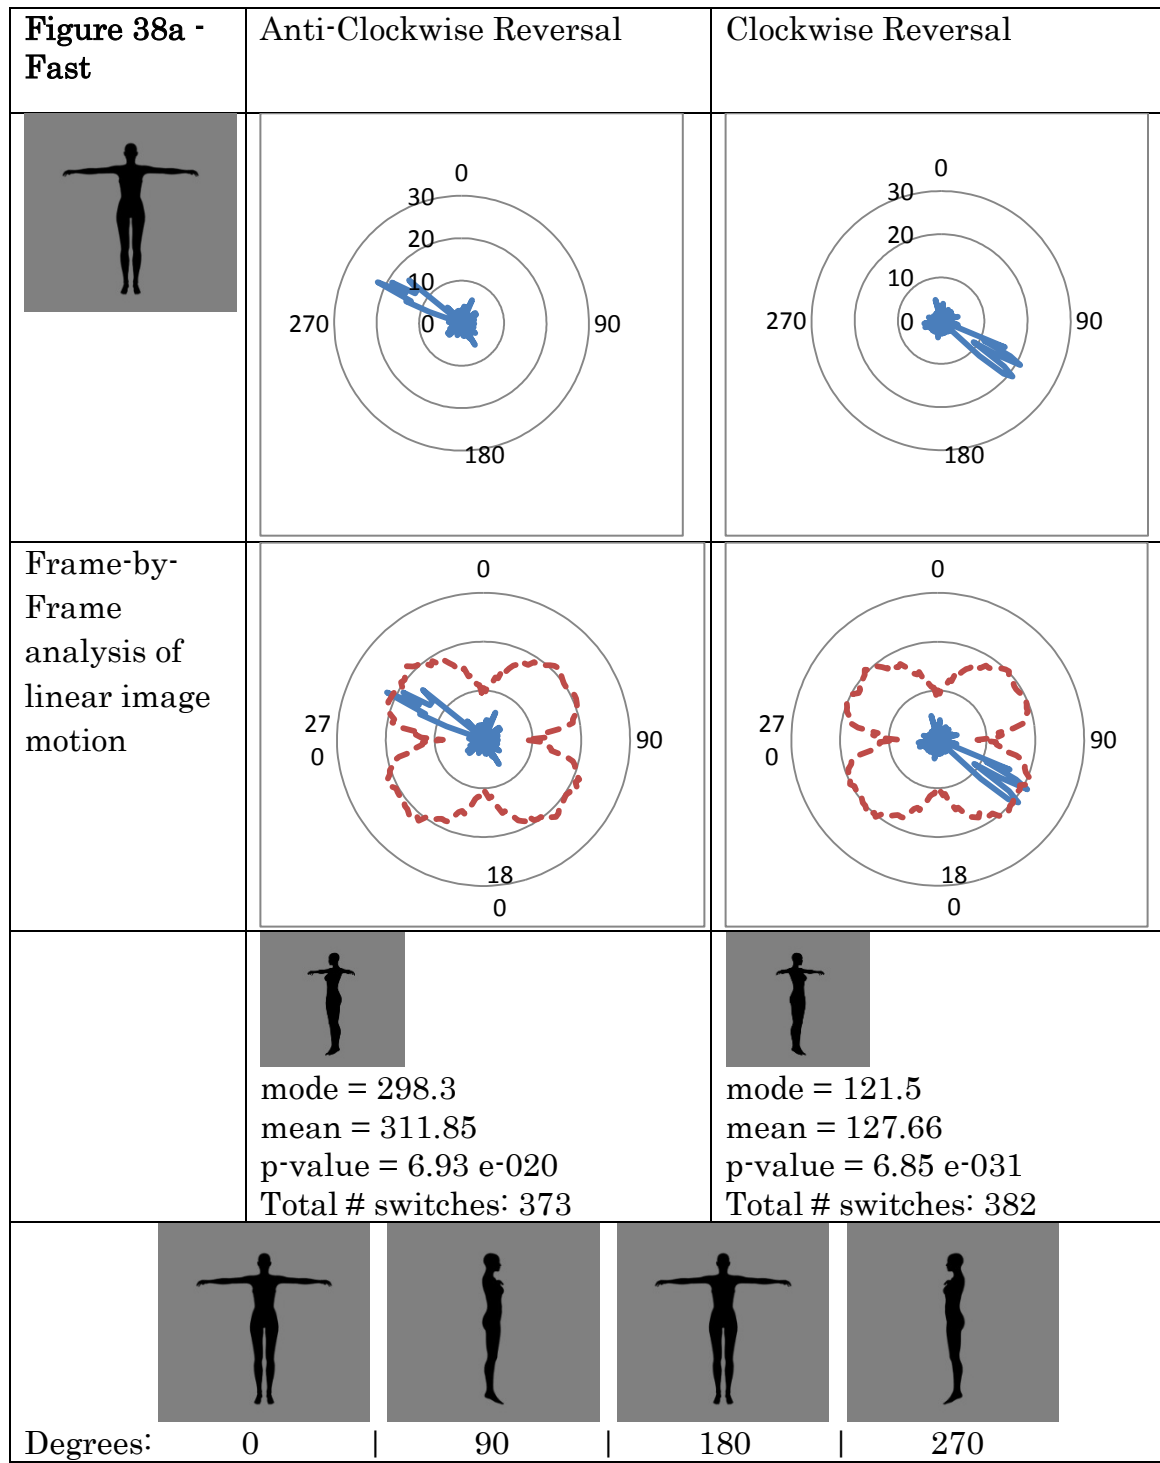 Figure 38a -
Fast
Anti-Clockwise Reversal
Clockwise Reversal
0
30
20
10
0
270
90
180
0
30
20
10
0
270
90
180
Frame-by-
Frame
analysis of
linear image
motion
0
27
0
90
18
0
0
27
0
90
18
0
mode = 298.3
mean = 311.85
p-value = 6.93 e-020
Total # switches: 373
mode = 121.5
mean = 127.66
p-value = 6.85 e-031
Total # switches: 382
Degrees: 0 | 90 | 180 | 270